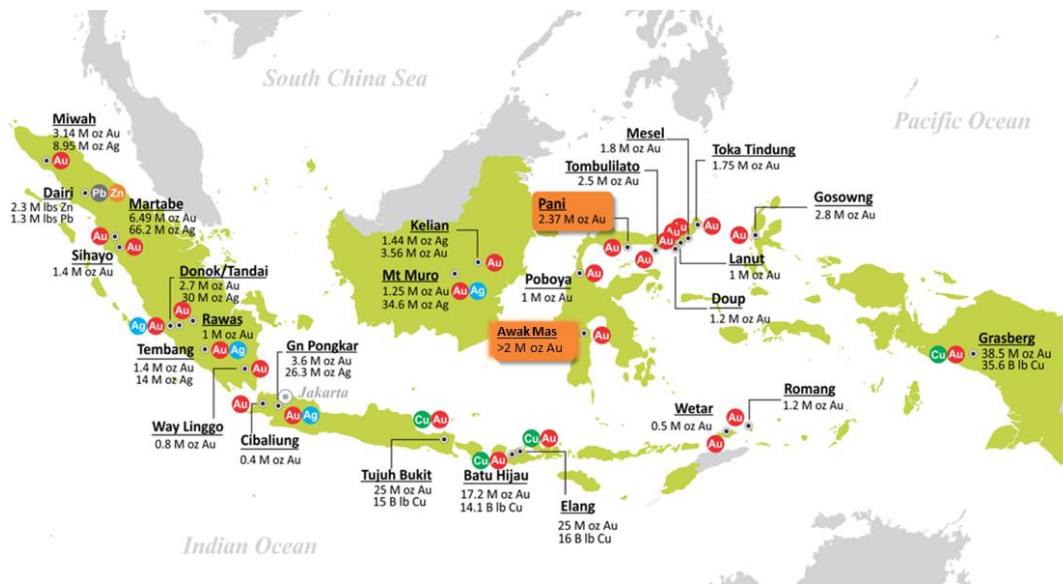 South China Sea
Pacific Ocean
Indian Ocean
Miwah
3.14 M oz Au
8.95 M oz Ag
Au
Dairi
2.3 M lbs Zn
1.3 M lbs Pb
Pb
Zn
Martabe
6.49 M oz Au
66.2 M oz Ag
Au
Au
Sihayo
1.4 M oz Au
Donok/Tandai
2.7 M oz Au
30 M oz Ag
Au
Ag
Au
Rawas
1 M oz Au
Tembang
1.4 M oz Au
14 M oz Ag
Au
Ag
Au
Way Linggo
0.8 M oz Au
Gn Pongkar
3.6 M oz Au
26.3 M oz Ag
Jakarta
Au
Au
Ag
Cibaliung
0.4 M oz Au
Kelian
1.44 M oz Ag
3.56 M oz Au
Au
Mt Muro
1.25 M oz Au
34.6 M oz Ag
Au
Ag
Cu
Au
Tujuh Bukit
25 M oz Au
15 B lb Cu
Cu
Au
Batu Hijau
17.2 M oz Au
14.1 B lb Cu
Cu
Au
Elang
25 M oz Au
16 B lb Cu
Mesel
1.8 M oz Au
Tombulilato
2.5 M oz Au
Pani
2.37 M oz Au
Au
Au
Au
Au
Au
Toka Tindung
1.75 M oz Au
Au
Gosowng
2.8 M oz Au
Au
Lanut
1 M oz Au
Doup
1.2 M oz Au
Poboya
1 M oz Au
Au
Awak Mas
>2 M oz Au
Au
Wetar
0.5 M oz Au
Au
Au
Romang
1.2 M oz Au
Grasberg
38.5 M oz Au
35.6 B lb Cu
Cu
Au